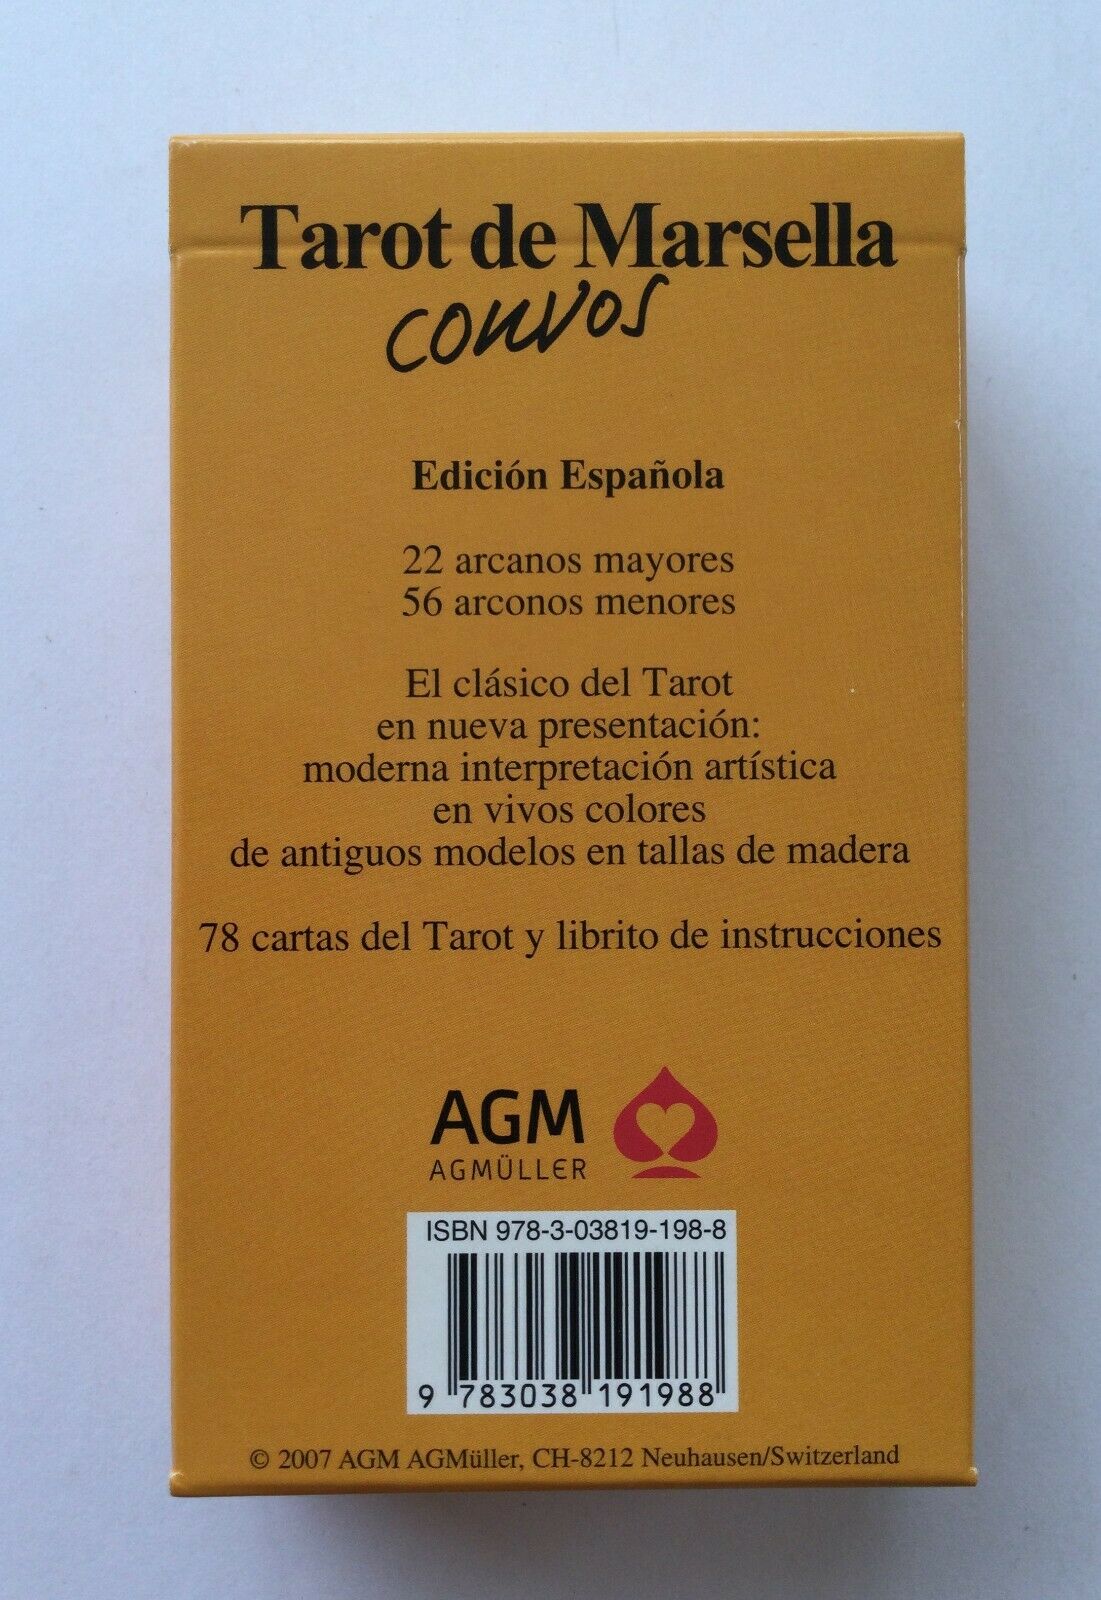 Tarot de Marsella
convos
Edición Española
22 arcanos mayores
56 arconos menores
El clásico del Tarot
en nueva presentación:
moderna interpretación artística
en vivos colores
de antiguos modelos en tallas de madera
78 cartas del Tarot y librito de instrucciones
AGM
AGMÜLLER
ISBN 978-3-03819-198-8
9 783038 191988
© 2007 AGM AGMüller, CH-8212 Neuhausen/Switzerland